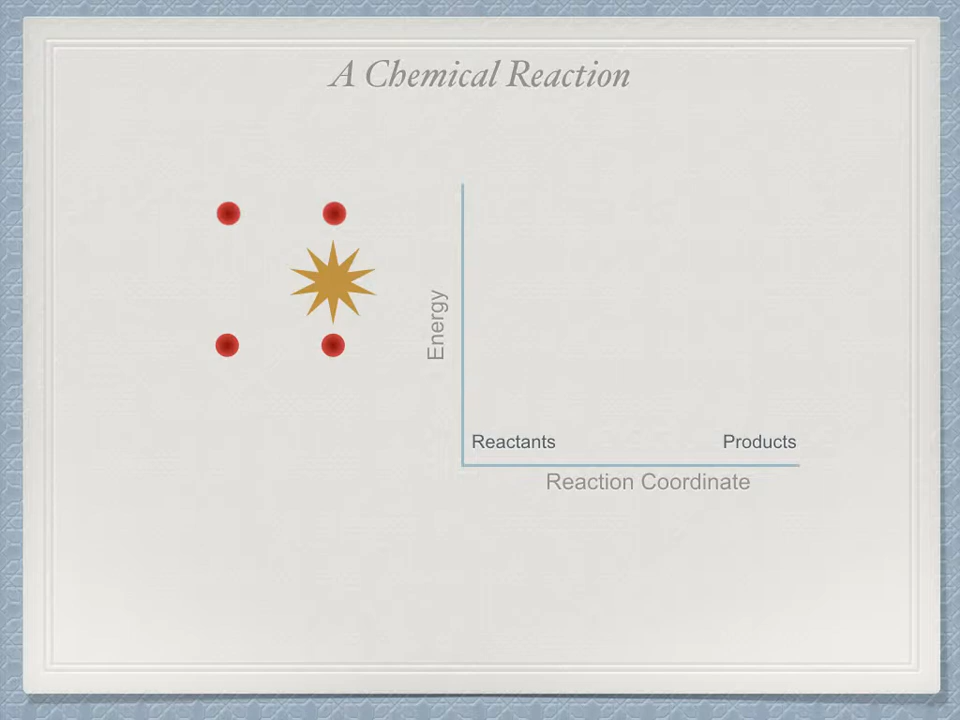 A Chemical Reaction
Energy
Reactants
Products
Reaction Coordinate